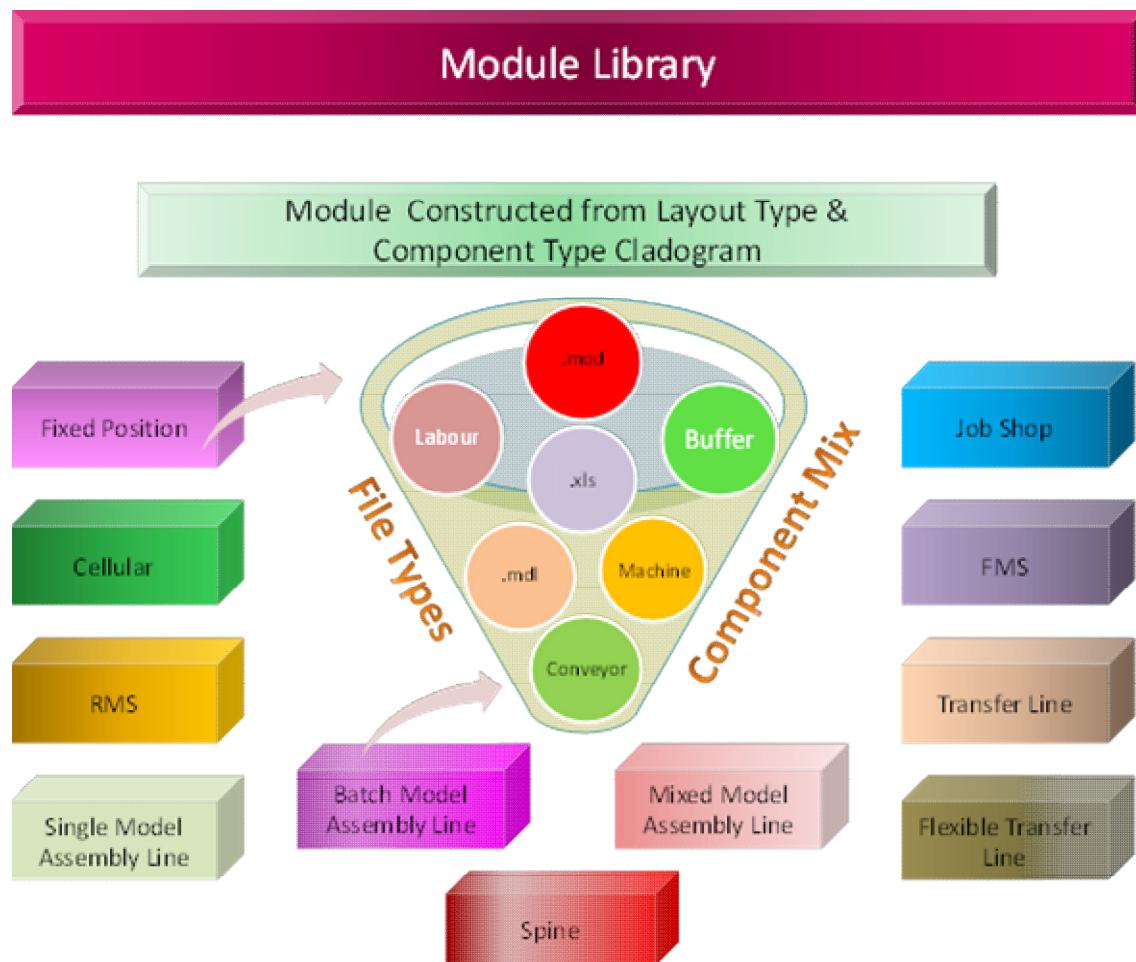 Module Library
Module Constructed from Layout Type &
Component Type Cladogram
.mod
Fixed Position
Labour
Buffer
Job Shop
.xls
File Types
Component Mix
Cellular
.mdl
Machine
FMS
Conveyor
RMS
Transfer Line
Batch Model
Assembly Line
Mixed Model
Assembly Line
Single Model
Assembly Line
Flexible Transfer
Line
Spine